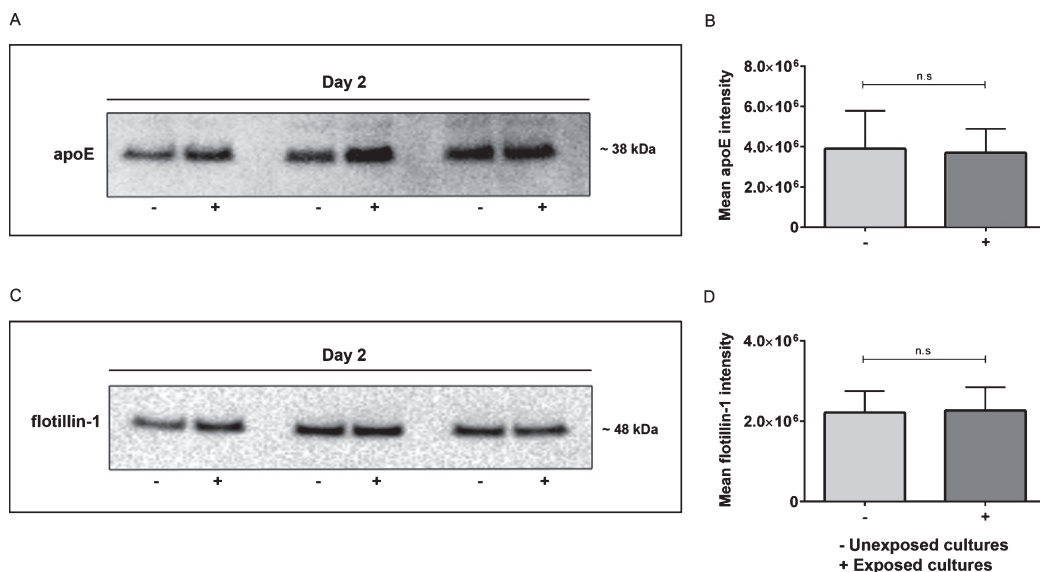 A
Day 2
apoE
~ 38 kDa
- + - + - +
B
Mean apoE intensity
8.0×10⁶
6.0×10⁶
4.0×10⁶
2.0×10⁶
0
n.s
- +
C
Day 2
flotillin-1
~ 48 kDa
- + - + - +
D
Mean flotillin-1 intensity
4.0×10⁶
2.0×10⁶
0
n.s
- +
- Unexposed cultures
+ Exposed cultures